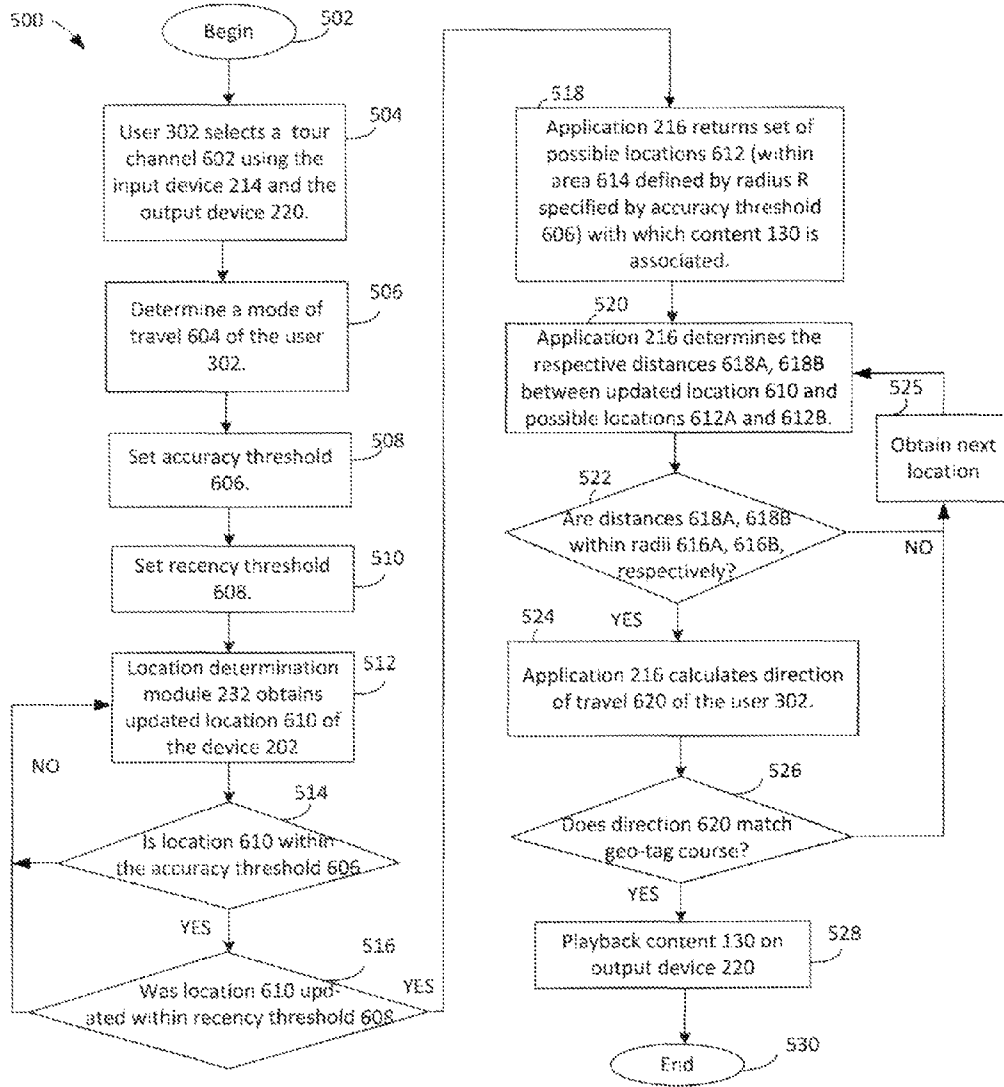 500
Begin
502
504
User 302 selects a tour
channel 602 using the
input device 214 and the
output device 220.
506
Determine a mode of
travel 604 of the user
302.
508
Set accuracy threshold
606.
510
Set recency threshold
608.
512
Location determination
module 232 obtains
updated location 610 of
the device 202
NO
514
Is location 610 within
the accuracy threshold 606
YES
516
Was location 610 upd-
ated within recency threshold 608
YES
518
Application 216 returns set of
possible locations 612 (within
area 614 defined by radius R
specified by accuracy threshold
606) with which content 130 is
associated.
520
Application 216 determines the
respective distances 618A, 618B
between updated location 610 and
possible locations 612A and 612B.
525
Obtain next
location
522
Are distances 618A, 618B
within radii 616A, 616B,
respectively?
NO
YES
524
Application 216 calculates direction
of travel 620 of the user 302.
526
Does direction 620 match
geo-tag course?
YES
528
Playback content 130 on
output device 220
End
530